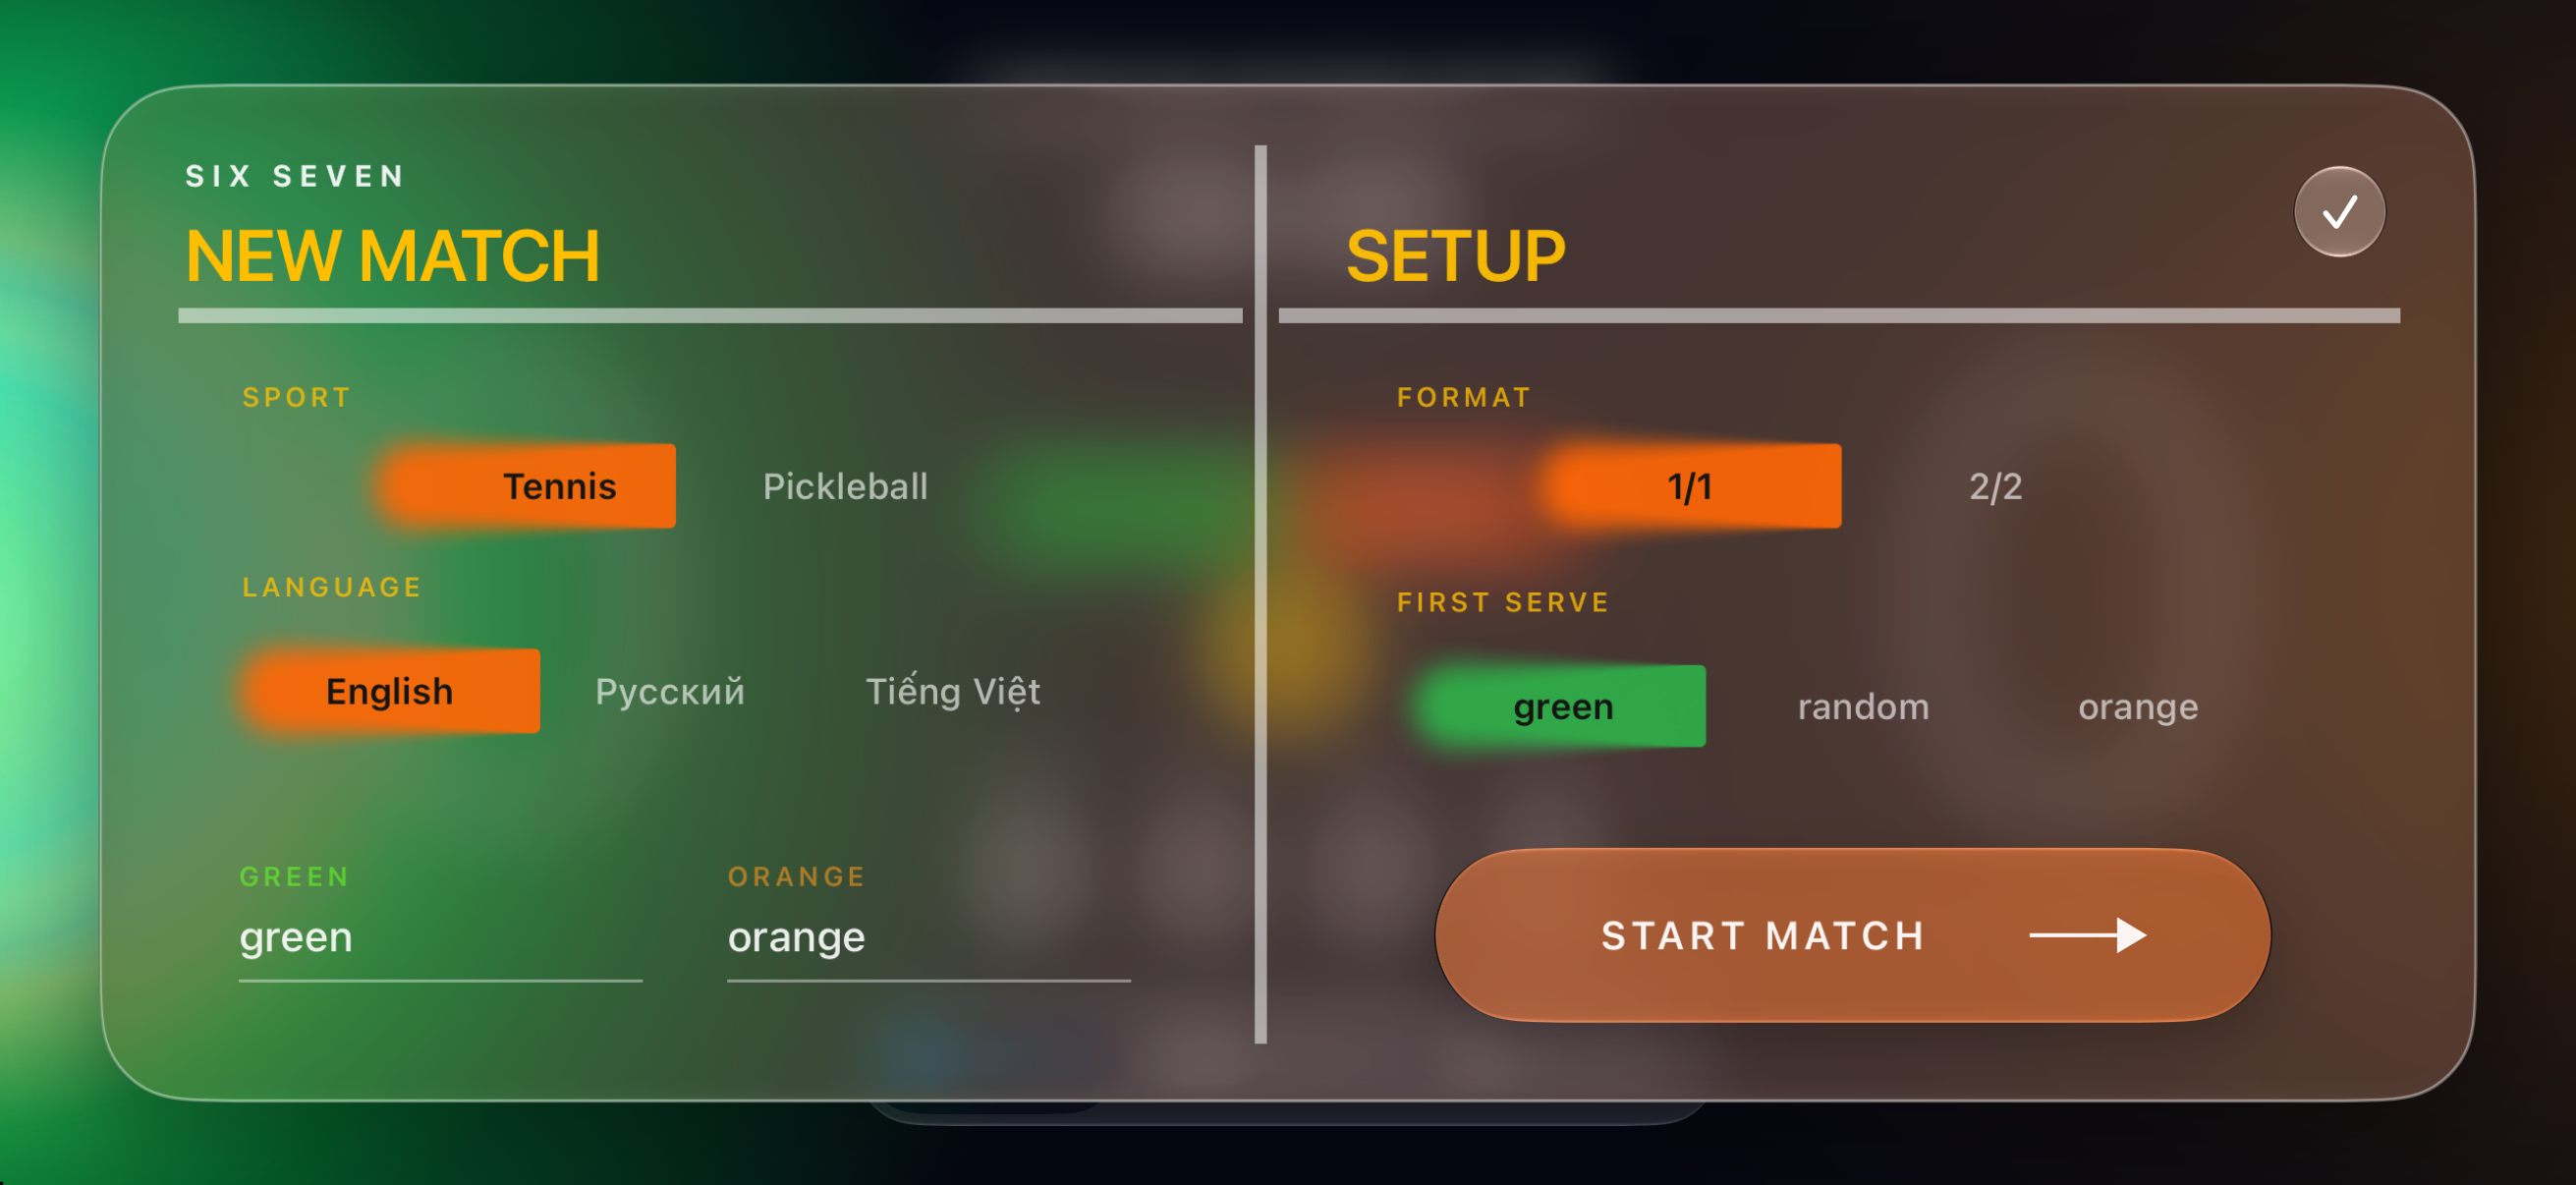 SIX SEVEN
NEW MATCH
SPORT
Tennis Pickleball
LANGUAGE
English Русский Tiếng Việt
GREEN ORANGE
green orange
SETUP
FORMAT
1/1 2/2
FIRST SERVE
green random orange
START MATCH